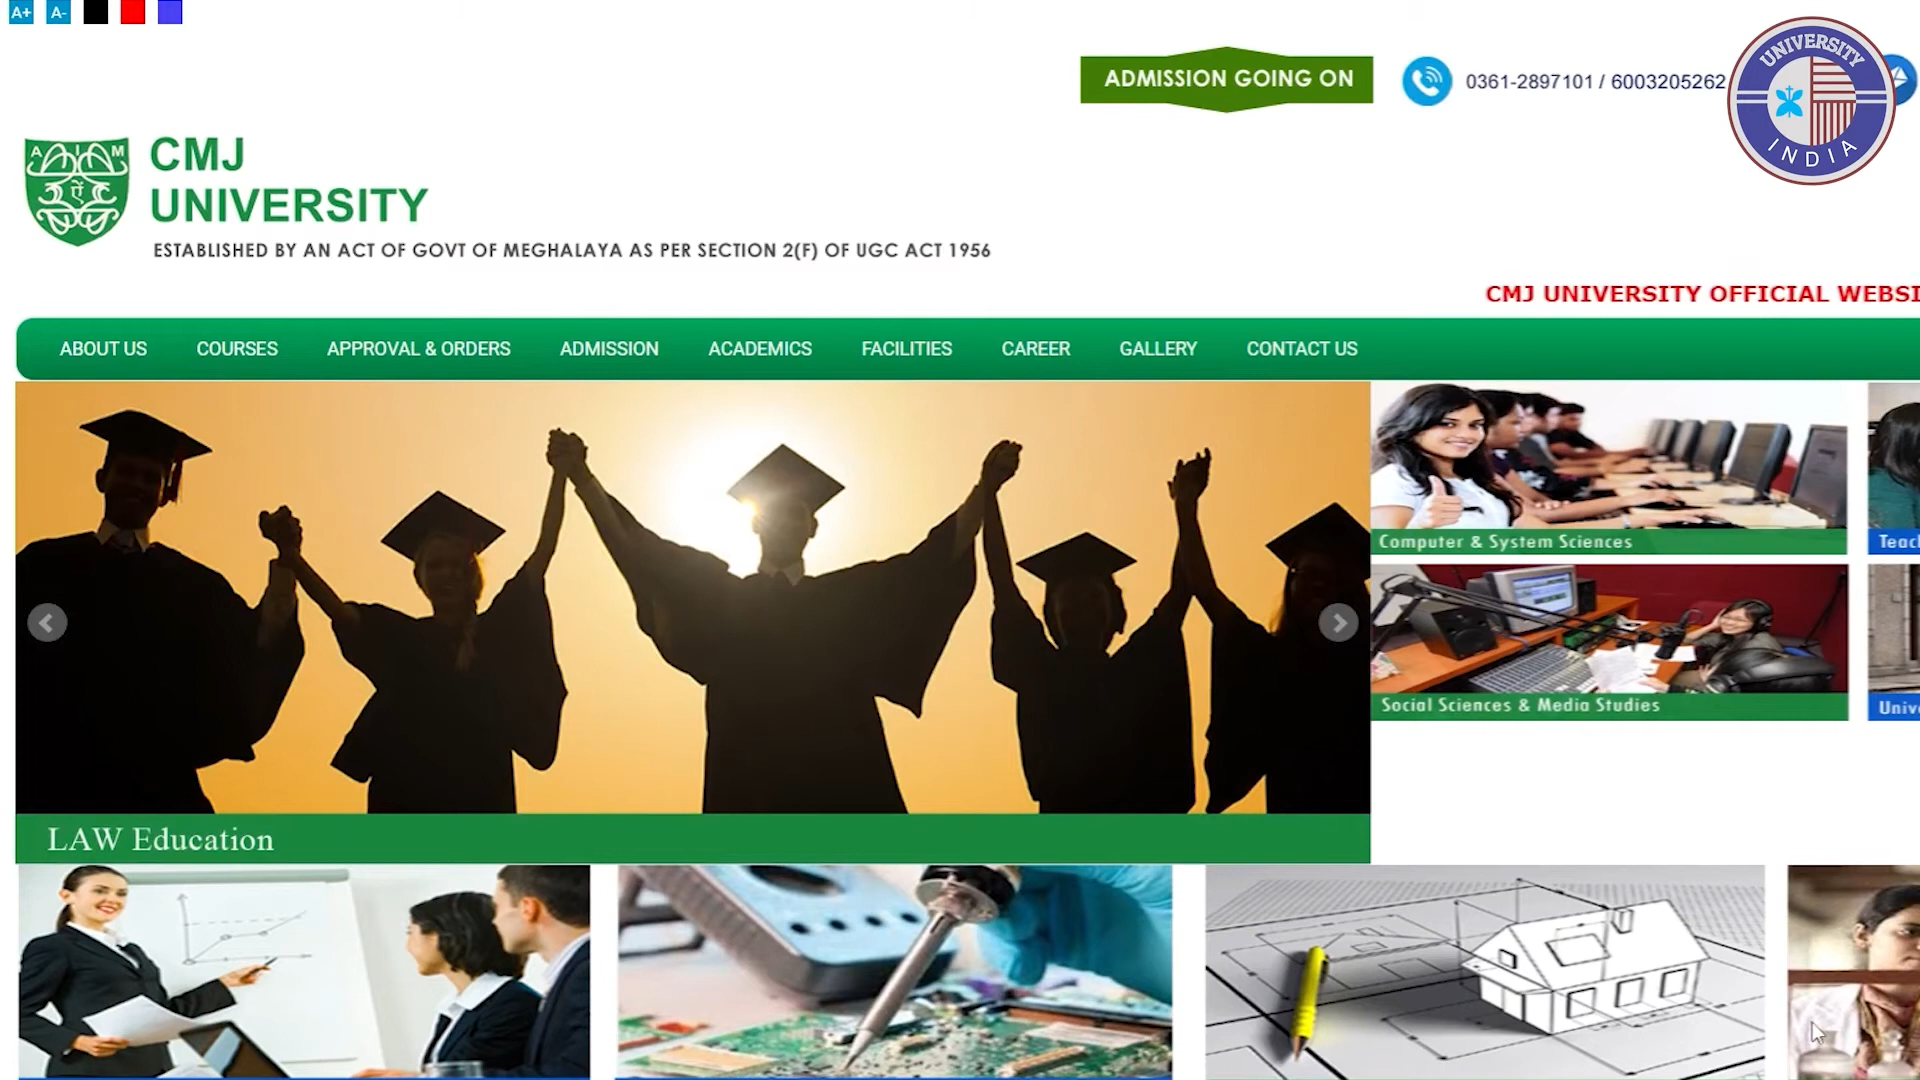 A+ A-
ADMISSION GOING ON
0361-2897101 / 6003205262
UNIVERSITY
INDIA
A I M
ऐं
CMJ
UNIVERSITY
ESTABLISHED BY AN ACT OF GOVT OF MEGHALAYA AS PER SECTION 2(F) OF UGC ACT 1956
CMJ UNIVERSITY OFFICIAL WEBSI
ABOUT US COURSES APPROVAL & ORDERS ADMISSION ACADEMICS FACILITIES CAREER GALLERY CONTACT US
Computer & System Sciences
Teac
Social Sciences & Media Studies
Unive
LAW Education